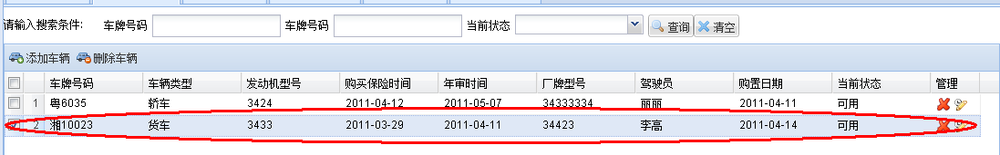 请输入搜索条件: 车牌号码 车牌号码 当前状态 查询 清空
添加车辆 删除车辆
车牌号码 车辆类型 发动机型号 购买保险时间 年审时间 厂牌型号 驾驶员 购置日期 当前状态 管理
1 粤6035 轿车 3424 2011-04-12 2011-05-07 34333334 丽丽 2011-04-11 可用
2 湘10023 货车 3433 2011-03-29 2011-04-11 34423 李高 2011-04-14 可用